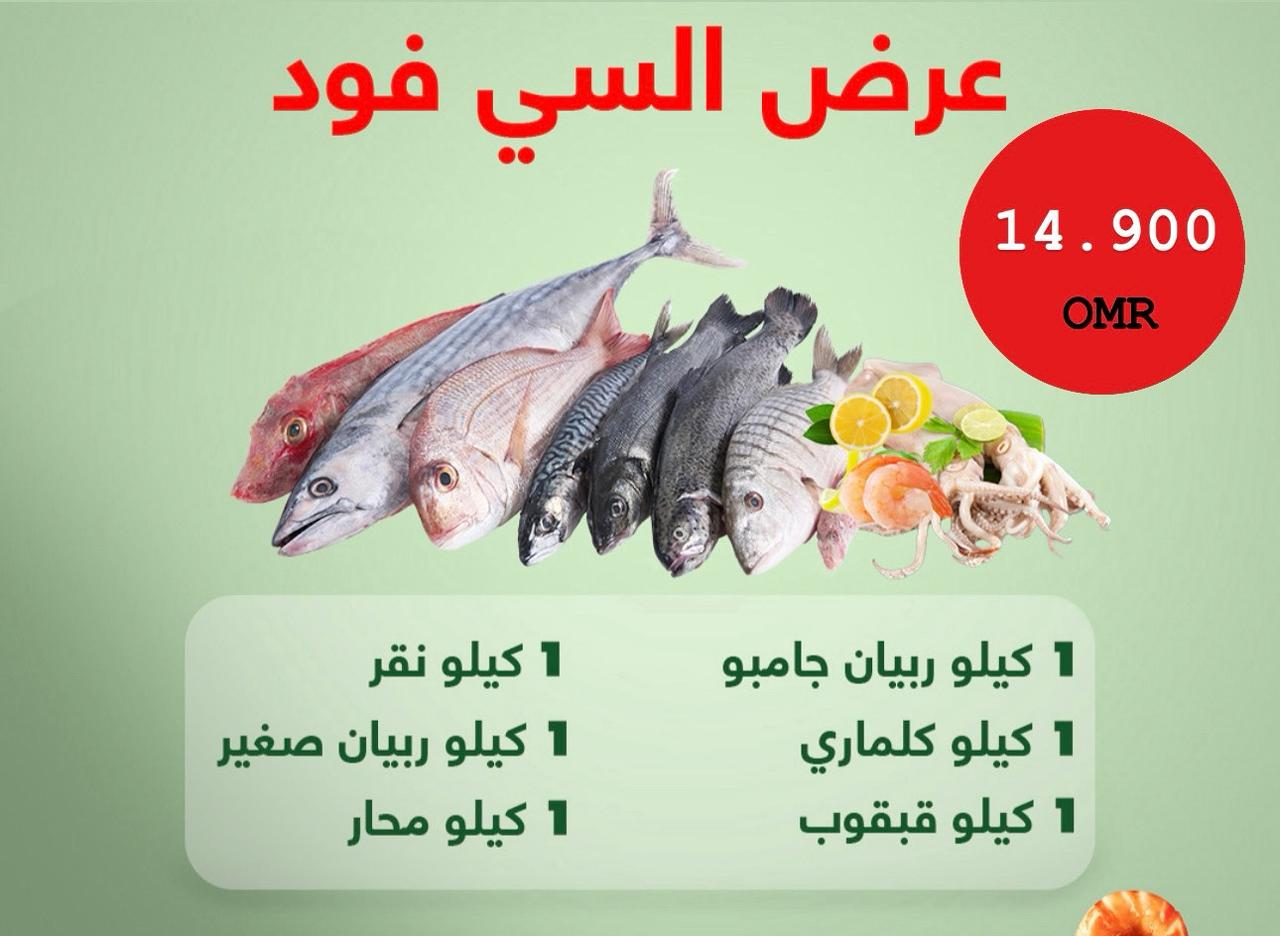 عرض السي فود
14.900
OMR
1 كيلو ربيان جامبو
1 كيلو كلماري
1 كيلو قبقوب
1 كيلو نقر
1 كيلو ربيان صغير
1 كيلو محار